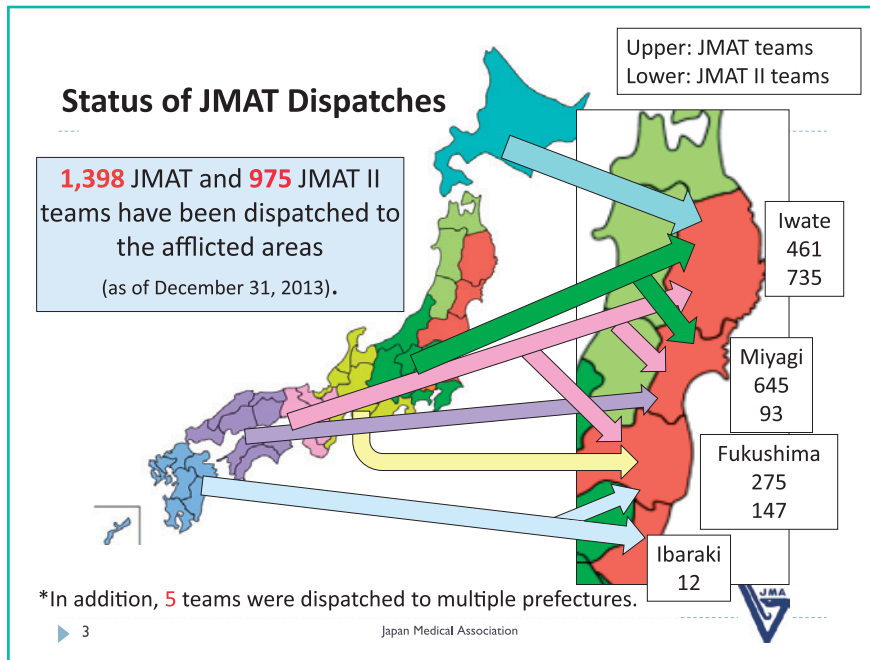 Status of JMAT Dispatches
Upper: JMAT teams
Lower: JMAT II teams
1,398 JMAT and 975 JMAT II
teams have been dispatched to
the afflicted areas
(as of December 31, 2013).
Iwate
461
735
Miyagi
645
93
Fukushima
275
147
Ibaraki
12
*In addition, 5 teams were dispatched to multiple prefectures.
3
Japan Medical Association
JMA